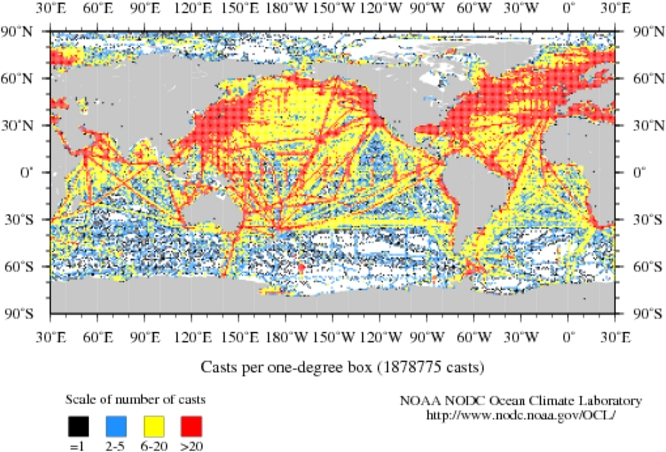 30°E 60°E 90°E 120°E 150°E 180°W 150°W 120°W 90°W 60°W 30°W 0° 30°E
90°N 90°N
60°N 60°N
30°N 30°N
0° 0°
30°S 30°S
60°S 60°S
90°S 90°S
30°E 60°E 90°E 120°E 150°E 180°W 150°W 120°W 90°W 60°W 30°W 0° 30°E
Casts per one-degree box (1878775 casts)
Scale of number of casts
=1 2-5 6-20 >20
NOAA NODC Ocean Climate Laboratory
http://www.nodc.noaa.gov/OCL/